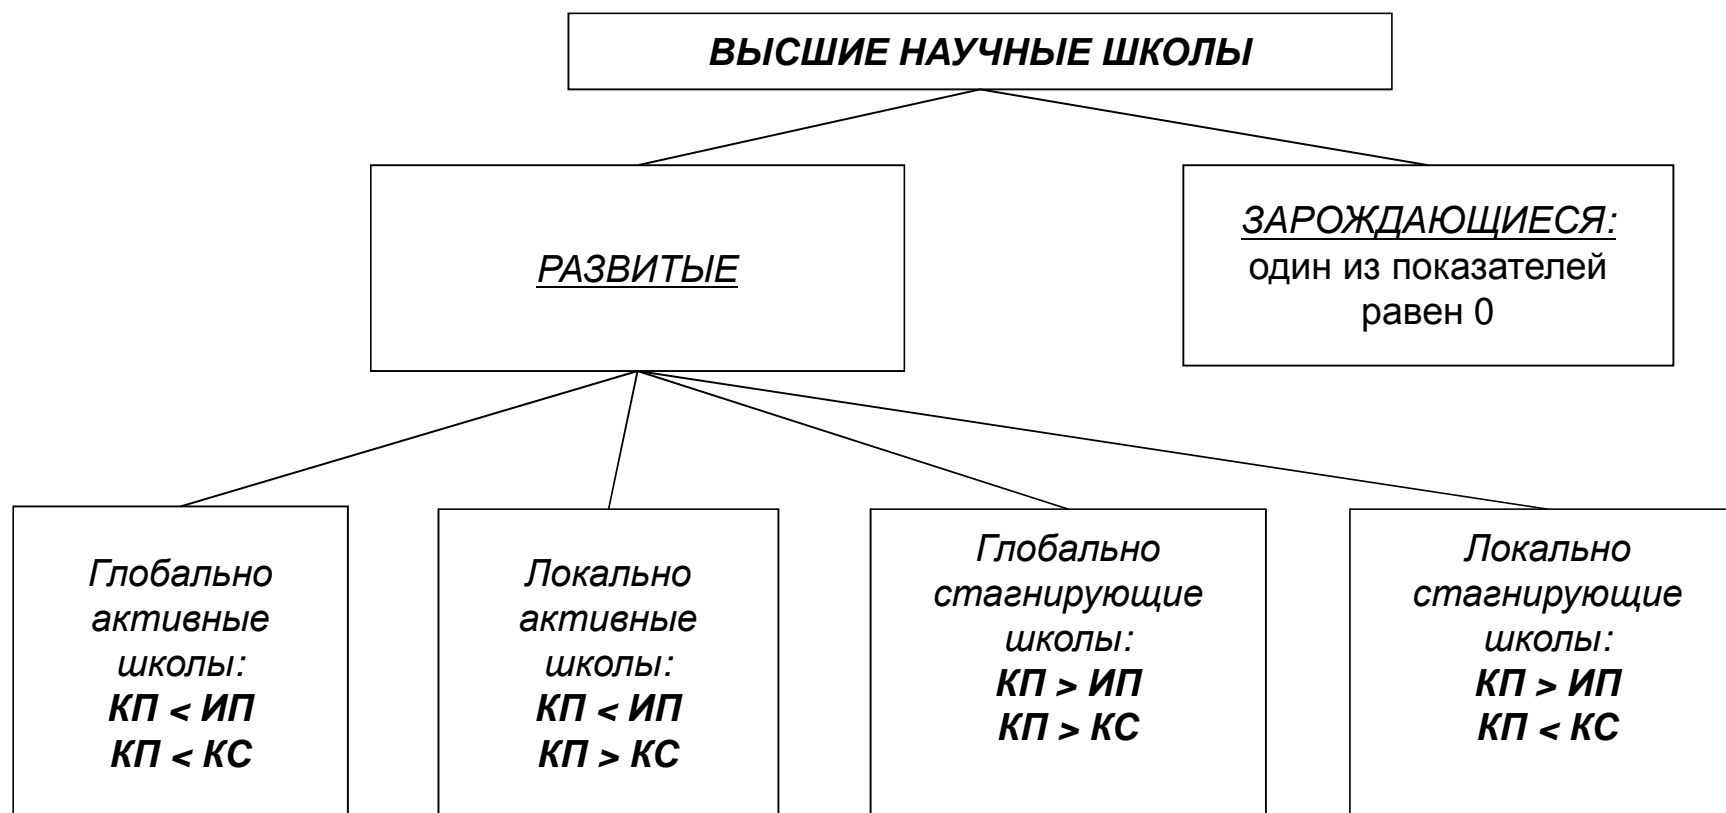 ВЫСШИЕ НАУЧНЫЕ ШКОЛЫ
РАЗВИТЫЕ
ЗАРОЖДАЮЩИЕСЯ:
один из показателей
равен 0
Глобально
активные
школы:
КП < ИП
КП < КС
Локально
активные
школы:
КП < ИП
КП > КС
Глобально
стагнирующие
школы:
КП > ИП
КП > КС
Локально
стагнирующие
школы:
КП > ИП
КП < КС